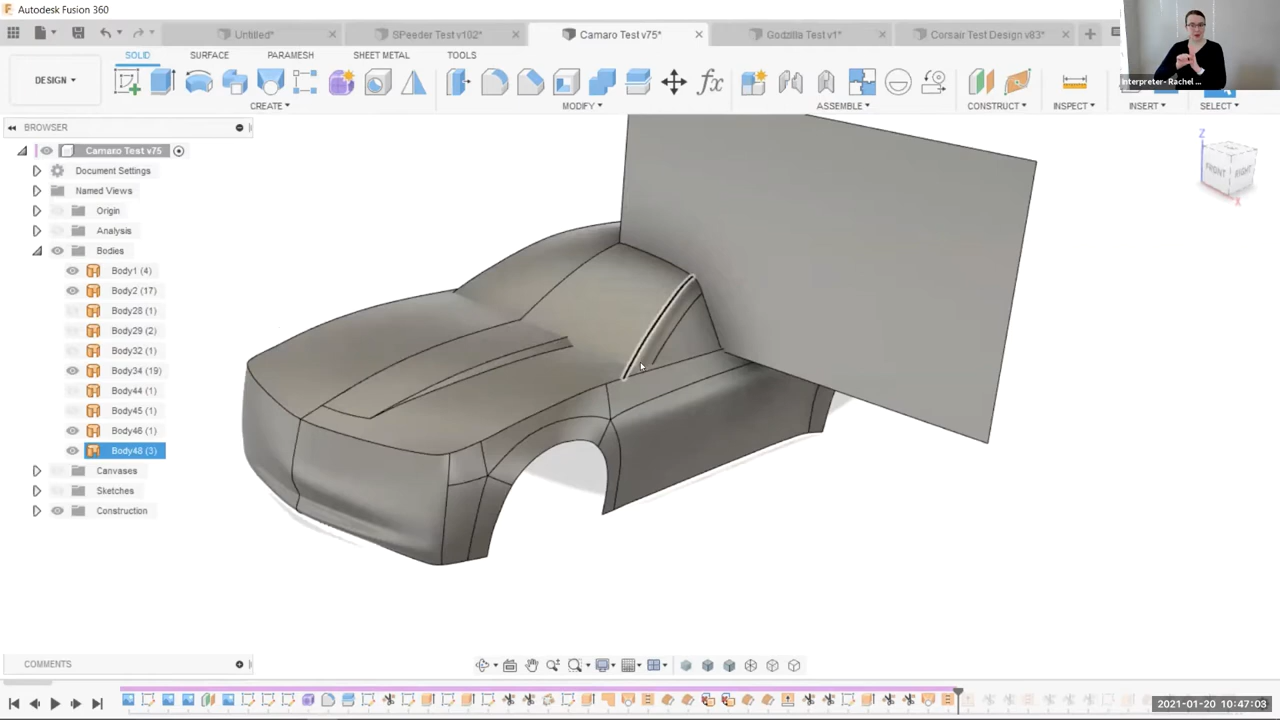 Autodesk Fusion 360
Untitled*
SPeeder Test v102*
Camaro Test v75*
Godzilla Test v1*
Corsair Test Design v83*
Interpreter- Rachel ...
DESIGN
SOLID
SURFACE
PARAMESH
SHEET METAL
TOOLS
CREATE
MODIFY
ASSEMBLE
CONSTRUCT
INSPECT
INSERT
SELECT
BROWSER
Camaro Test v75
Document Settings
Named Views
Origin
Analysis
Bodies
Body1 (4)
Body2 (17)
Body28 (1)
Body29 (2)
Body32 (1)
Body34 (19)
Body44 (1)
Body45 (1)
Body46 (1)
Body48 (3)
Canvases
Sketches
Construction
Z
FRONT
RIGHT
X
COMMENTS
2021-01-20 10:47:03